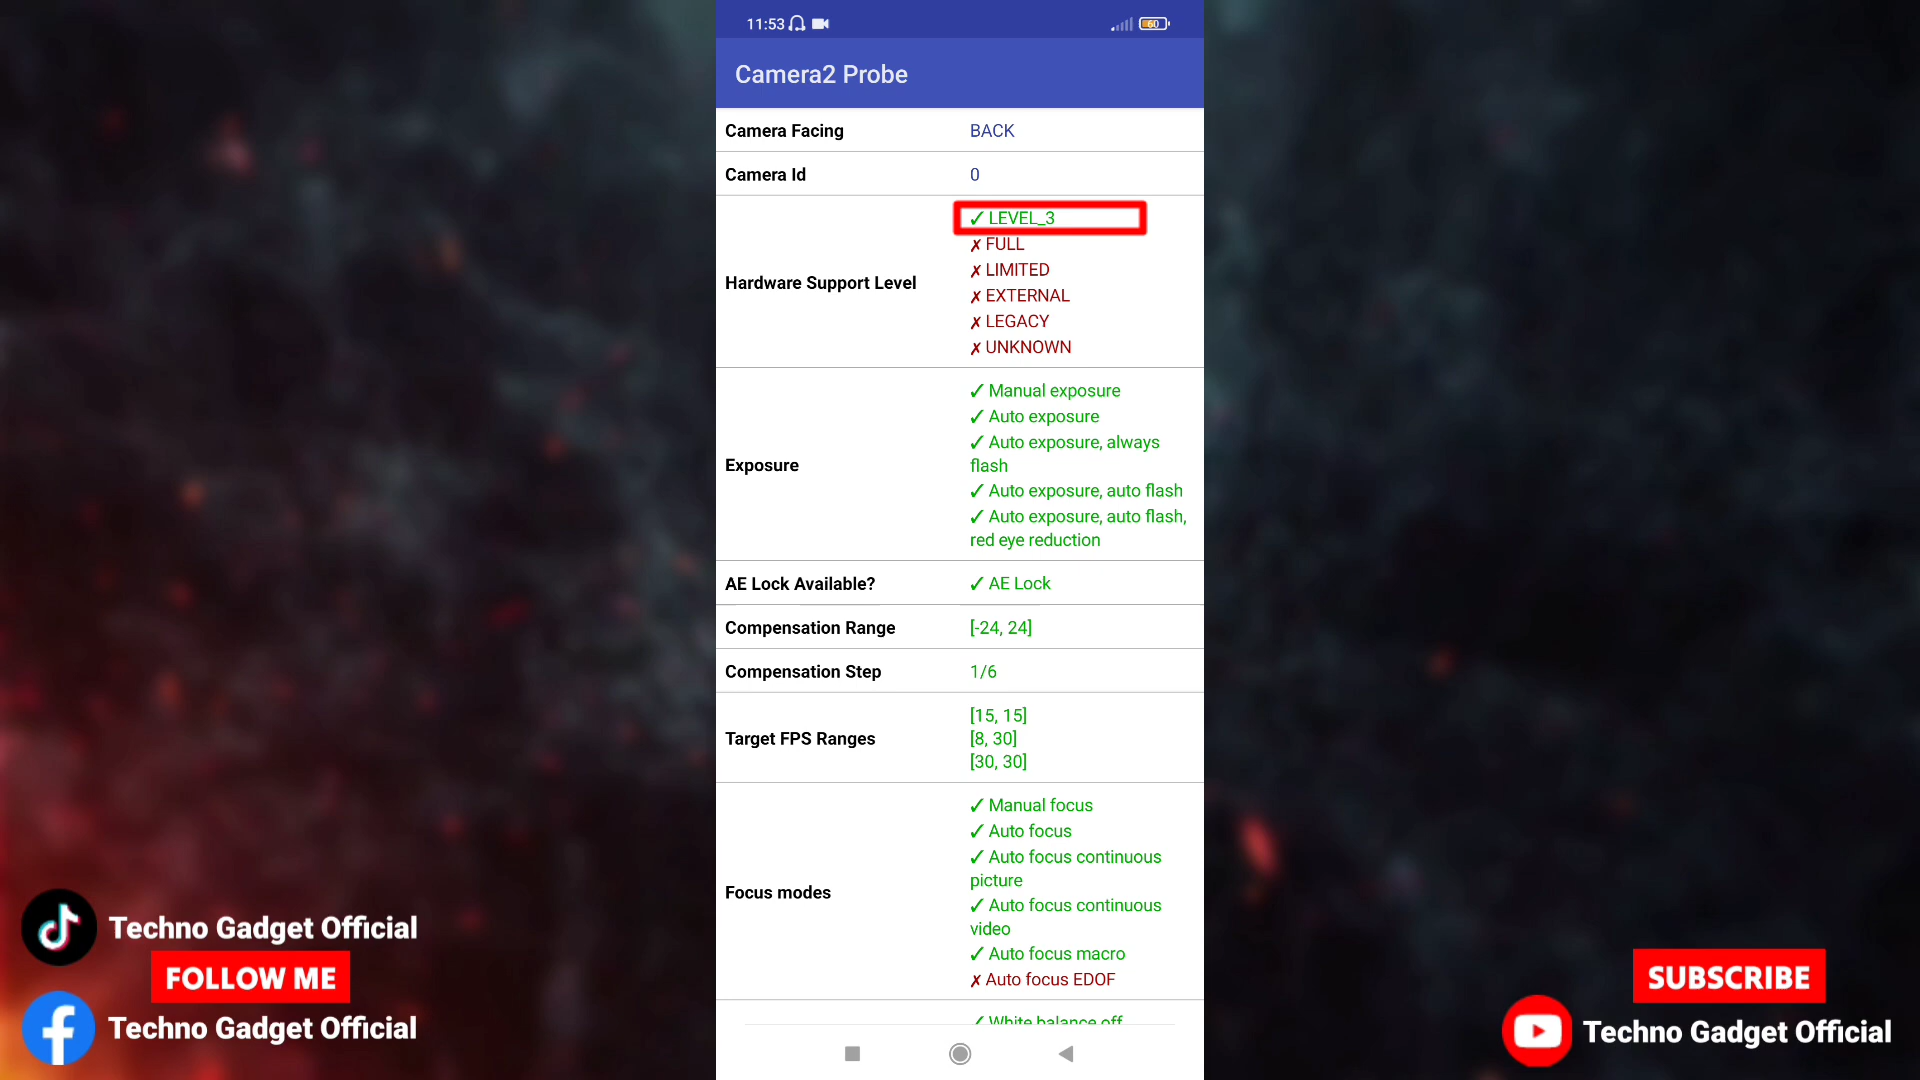 11:53
60
Camera2 Probe
Camera Facing
BACK
Camera Id
0
Hardware Support Level
✓ LEVEL_3
✗ FULL
✗ LIMITED
✗ EXTERNAL
✗ LEGACY
✗ UNKNOWN
Exposure
✓ Manual exposure
✓ Auto exposure
✓ Auto exposure, always
flash
✓ Auto exposure, auto flash
✓ Auto exposure, auto flash,
red eye reduction
AE Lock Available?
✓ AE Lock
Compensation Range
[-24, 24]
Compensation Step
1/6
Target FPS Ranges
[15, 15]
[8, 30]
[30, 30]
Focus modes
✓ Manual focus
✓ Auto focus
✓ Auto focus continuous
picture
✓ Auto focus continuous
video
✓ Auto focus macro
✗ Auto focus EDOF
✓ White balance off
Techno Gadget Official
FOLLOW ME
Techno Gadget Official
SUBSCRIBE
Techno Gadget Official